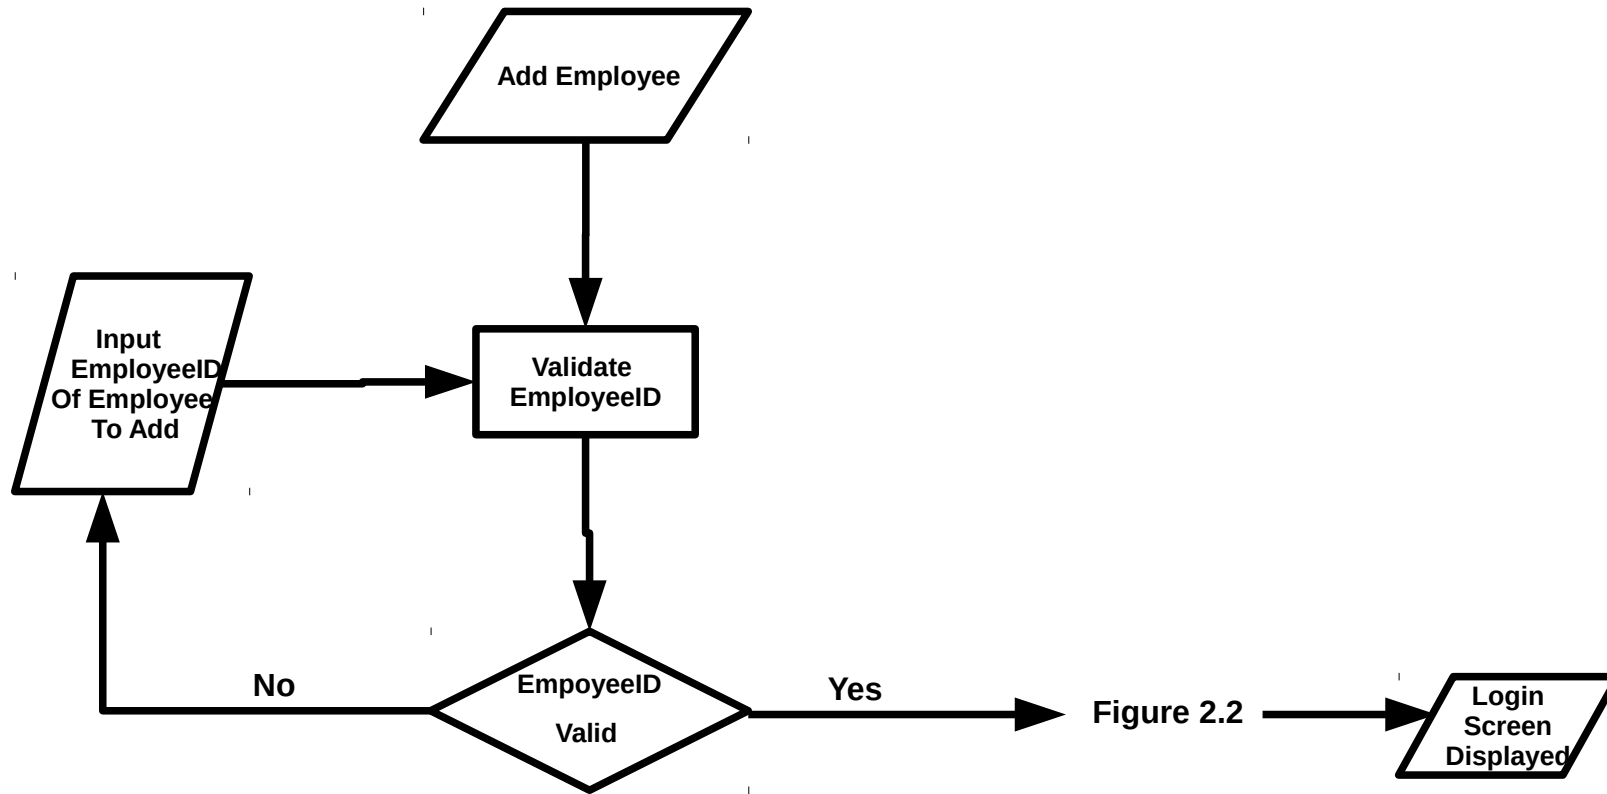 Add Employee
Input
EmployeeID
Of Employee
To Add
Validate
EmployeeID
No
EmpoyeeID
Valid
Yes
Figure 2.2
Login
Screen
Displayed